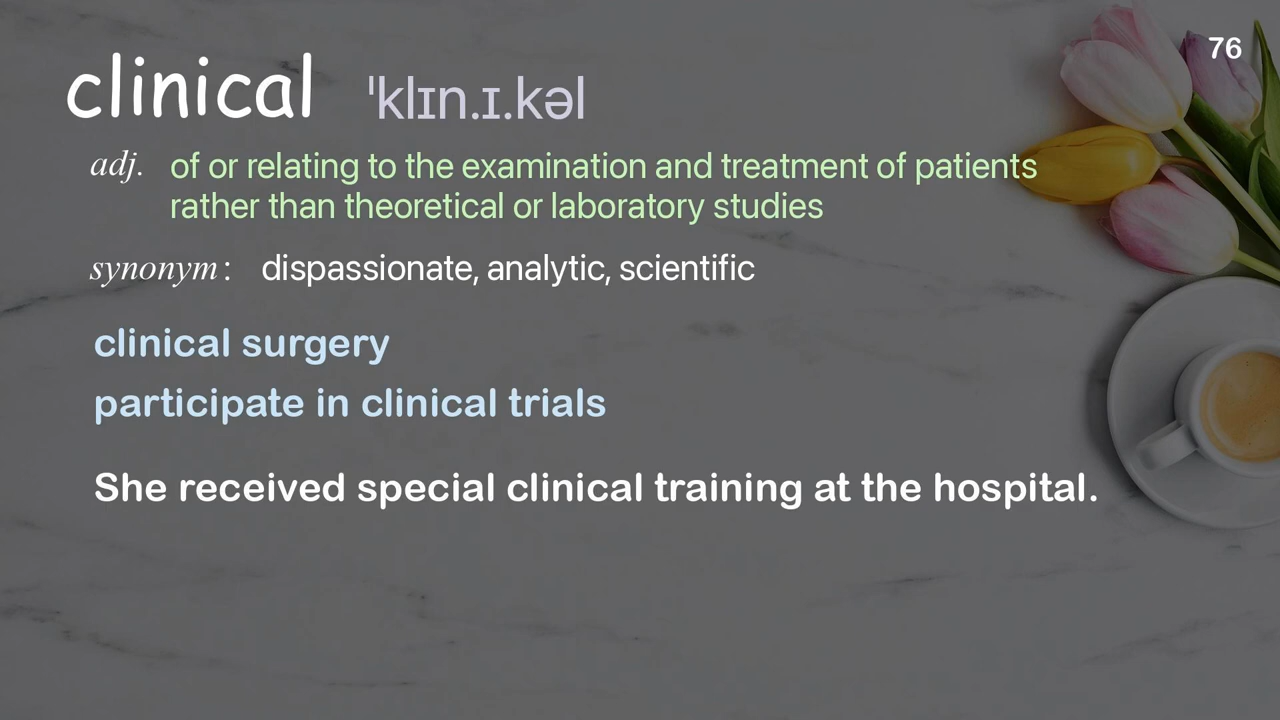 76
clinical ˈklɪn.ɪ.kəl
adj. of or relating to the examination and treatment of patients
rather than theoretical or laboratory studies
synonym: dispassionate, analytic, scientific
clinical surgery
participate in clinical trials
She received special clinical training at the hospital.